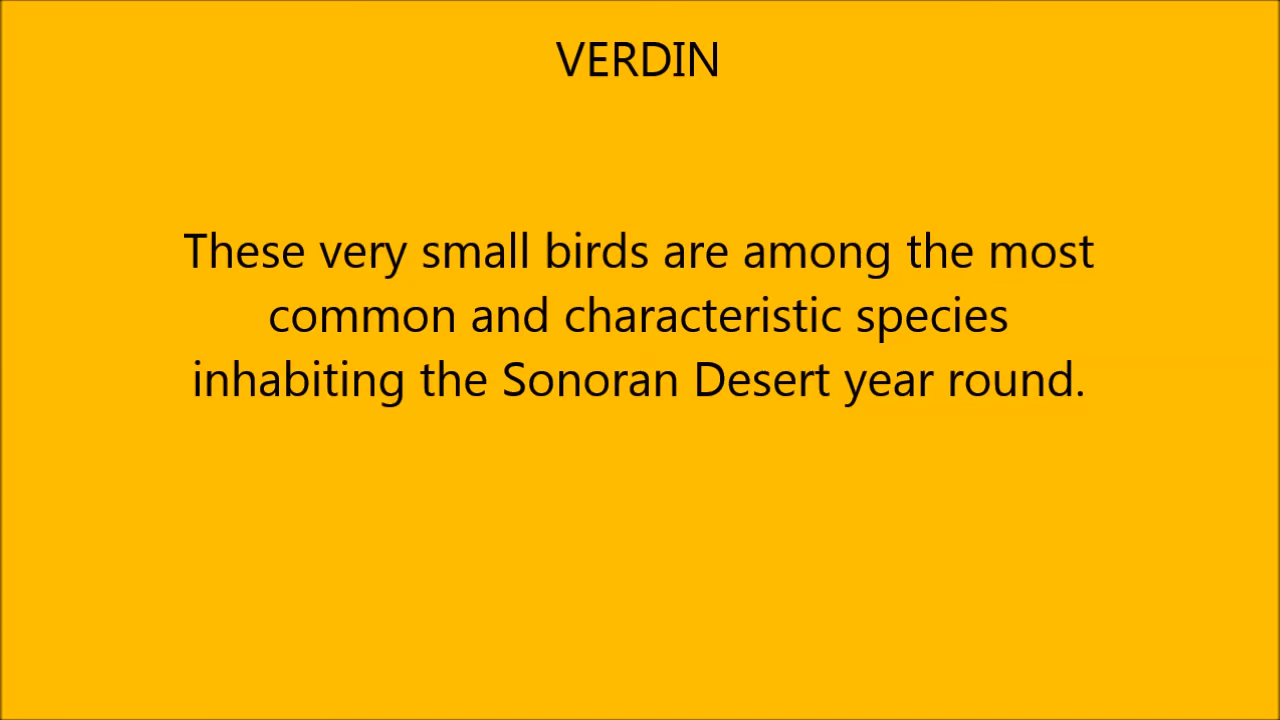 VERDIN
These very small birds are among the most
common and characteristic species
inhabiting the Sonoran Desert year round.